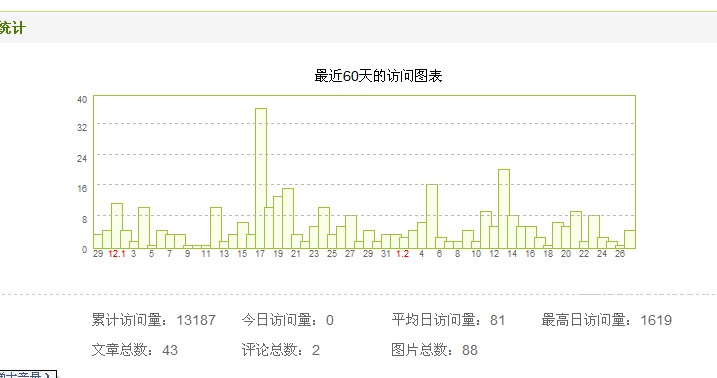 统计
最近60天的访问图表
40
32
24
16
8
0
29 12.1 3 5 7 9 11 13 15 17 19 21 23 25 27 29 31 1.2 4 6 8 10 12 14 16 18 20 22 24 26
累计访问量：13187 今日访问量：0 平均日访问量：81 最高日访问量：1619
文章总数：43 评论总数：2 图片总数：88